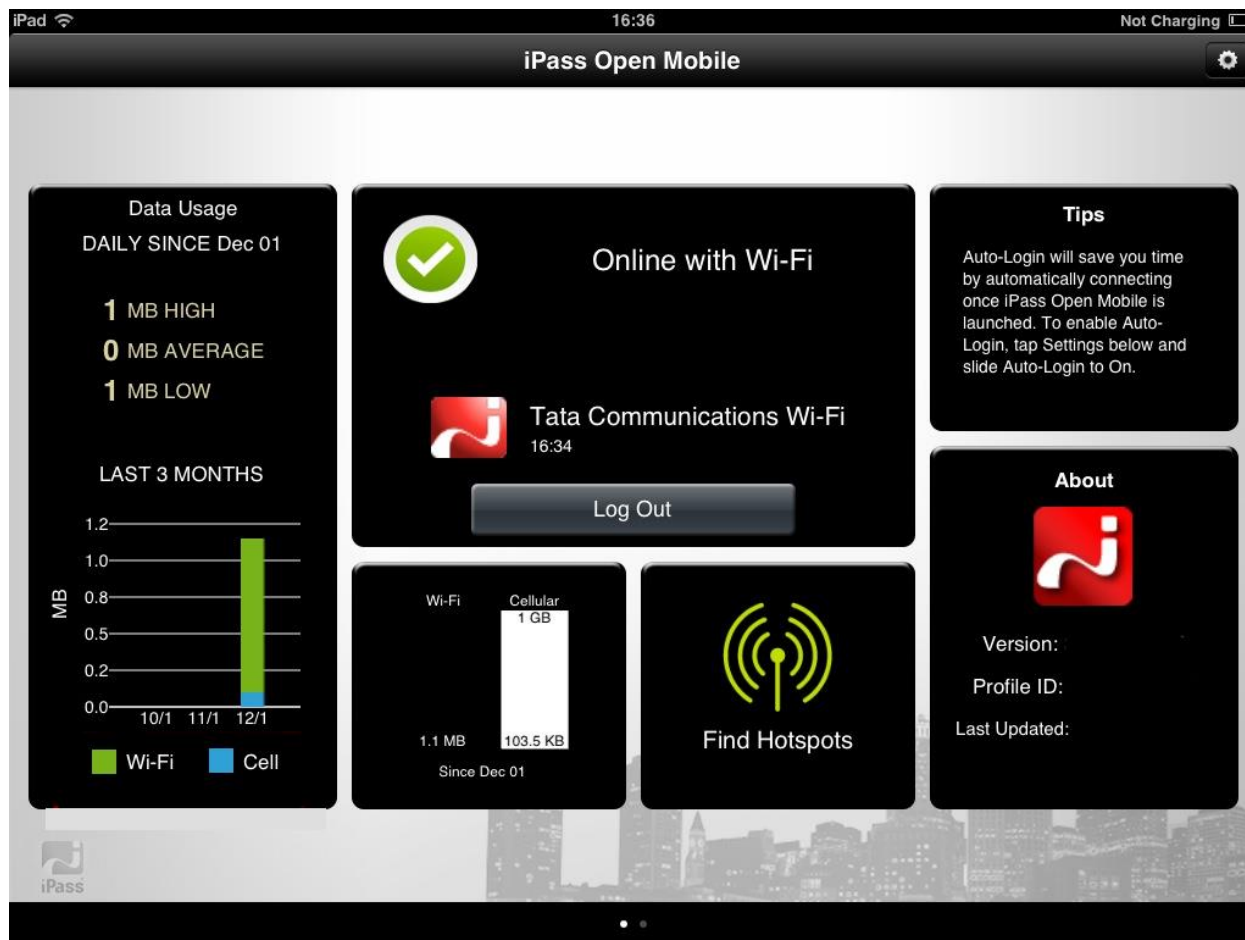 iPad
16:36
Not Charging
iPass Open Mobile
Data Usage
DAILY SINCE Dec 01
1 MB HIGH
0 MB AVERAGE
1 MB LOW
LAST 3 MONTHS
1.2
1.0
0.8
0.5
0.2
0.0
MB
10/1 11/1 12/1
Wi-Fi Cell
Online with Wi-Fi
Tata Communications Wi-Fi
16:34
Log Out
Wi-Fi Cellular
1 GB
1.1 MB 103.5 KB
Since Dec 01
Find Hotspots
Tips
Auto-Login will save you time
by automatically connecting
once iPass Open Mobile is
launched. To enable Auto-
Login, tap Settings below and
slide Auto-Login to On.
About
Version:
Profile ID:
Last Updated:
iPass